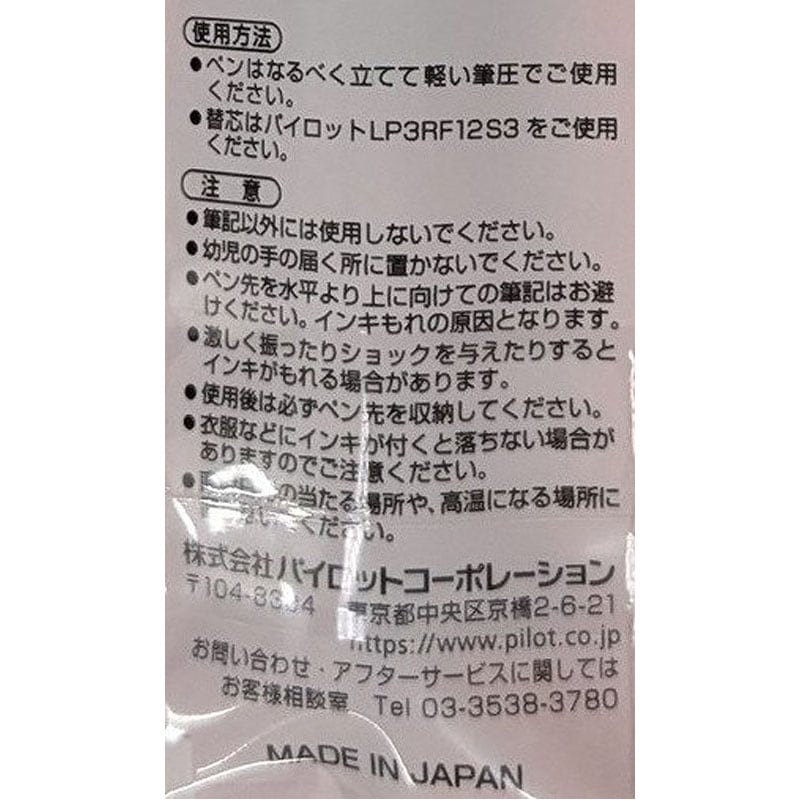 使用方法
●ペンはなるべく立てて軽い筆圧でご使用
ください。
●替芯はパイロットLP3RF12S3をご使用
ください。
注 意
●筆記以外には使用しないでください。
●幼児の手の届く所に置かないでください。
●ペン先を水平より上に向けての筆記はお避
けください。インキもれの原因となります。
●激しく振ったりショックを与えたりすると
インキがもれる場合があります。
●使用後は必ずペン先を収納してください。
●衣服などにインキが付くと落ちない場合が
ありますのでご注意ください。
●の当たる場所や、高温になる場所に
ください。
株式会社パイロットコーポレーション
〒104-8304 東京都中央区京橋2-6-21
https://www.pilot.co.jp
お問い合わせ・アフターサービスに関しては
お客様相談室 Tel 03-3538-3780
MADE IN JAPAN